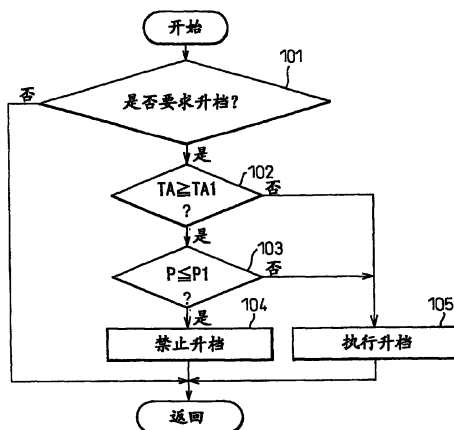 开始
101
否
是否要求升档?
是
102
TA≧TA1
?
否
是
103
P≦P1
?
否
是
104
禁止升档
105
执行升档
返回